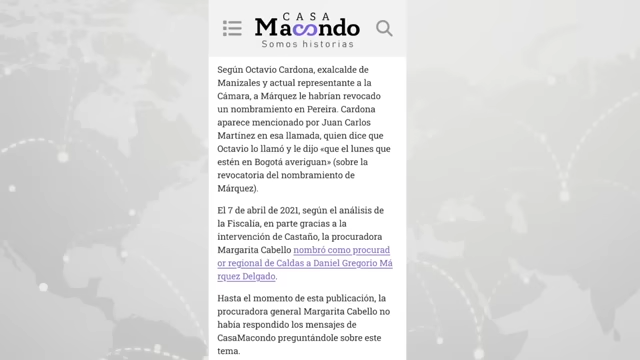 CASA
Macondo
Somos historias
Según Octavio Cardona, exalcalde de
Manizales y actual representante a la
Cámara, a Márquez le habrían revocado
un nombramiento en Pereira. Cardona
aparece mencionado por Juan Carlos
Martínez en esa llamada, quien dice que
Octavio lo llamó y le dijo «que el lunes que
estén en Bogotá averiguan» (sobre la
revocatoria del nombramiento de
Márquez).
El 7 de abril de 2021, según el análisis de
la Fiscalía, en parte gracias a la
intervención de Castaño, la procuradora
Margarita Cabello nombró como procurad
or regional de Caldas a Daniel Gregorio Má
rquez Delgado.
Hasta el momento de esta publicación, la
procuradora general Margarita Cabello no
había respondido los mensajes de
CasaMacondo preguntándole sobre este
tema.